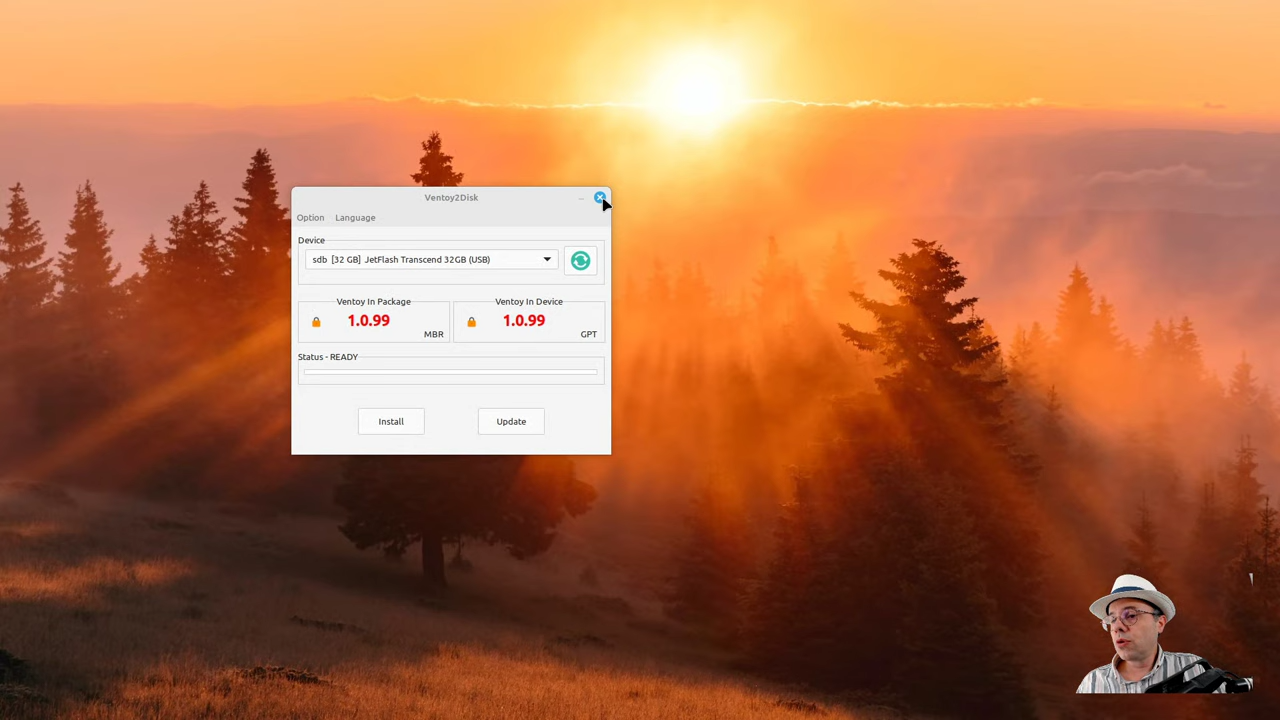 Ventoy2Disk
Option Language
Device
sdb [32 GB] JetFlash Transcend 32GB (USB)
Ventoy In Package
1.0.99
MBR
Ventoy In Device
1.0.99
GPT
Status - READY
Install
Update